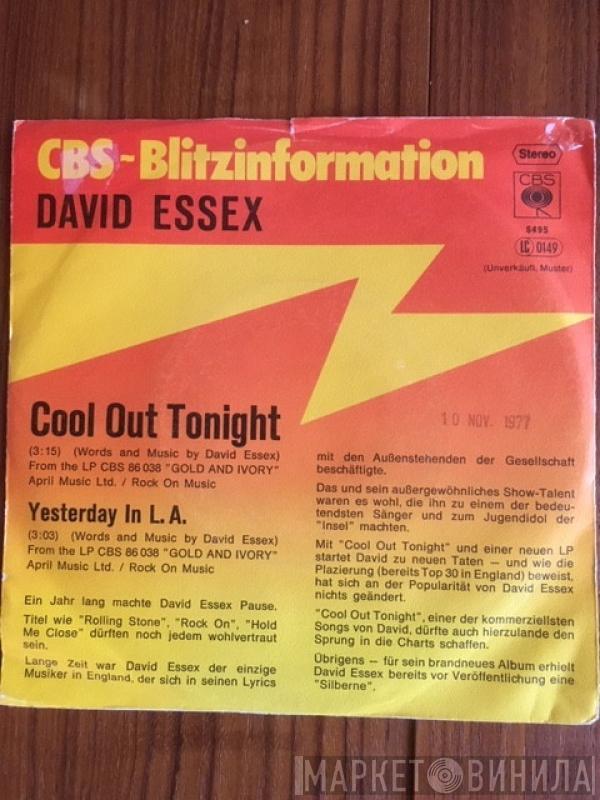 CBS~Blitzinformation
DAVID ESSEX
Stereo
CBS
5495
LC 0149
(Unverkäufl. Muster)
10 NOV. 1977
Cool Out Tonight
(3:15) (Words and Music by David Essex)
From the LP CBS 86 038 "GOLD AND IVORY"
April Music Ltd. / Rock On Music
Yesterday In L.A.
(3:03) (Words and Music by David Essex)
From the LP CBS 86 038 "GOLD AND IVORY"
April Music Ltd. / Rock On Music
Ein Jahr lang machte David Essex Pause.
Titel wie "Rolling Stone", "Rock On", "Hold
Me Close" dürften noch jedem wohlvertraut
sein.
Lange Zeit war David Essex der einzige
Musiker in England, der sich in seinen Lyrics
mit den Außenstehenden der Gesellschaft
beschäftigte.
Das und sein außergewöhnliches Show-Talent
waren es wohl, die ihn zu einem der bedeu-
tendsten Sänger und zum Jugendidol der
"Insel" machten.
Mit "Cool Out Tonight" und einer neuen LP
startet David zu neuen Taten — und wie die
Plazierung (bereits Top 30 in England) beweist,
hat sich an der Popularität von David Essex
nichts geändert.
"Cool Out Tonight", einer der kommerziellsten
Songs von David, dürfte auch hierzulande den
Sprung in die Charts schaffen.
Übrigens — für sein brandneues Album erhielt
David Essex bereits vor Veröffentlichung eine
"Silberne".
МАРКЕТ ВИНИЛА